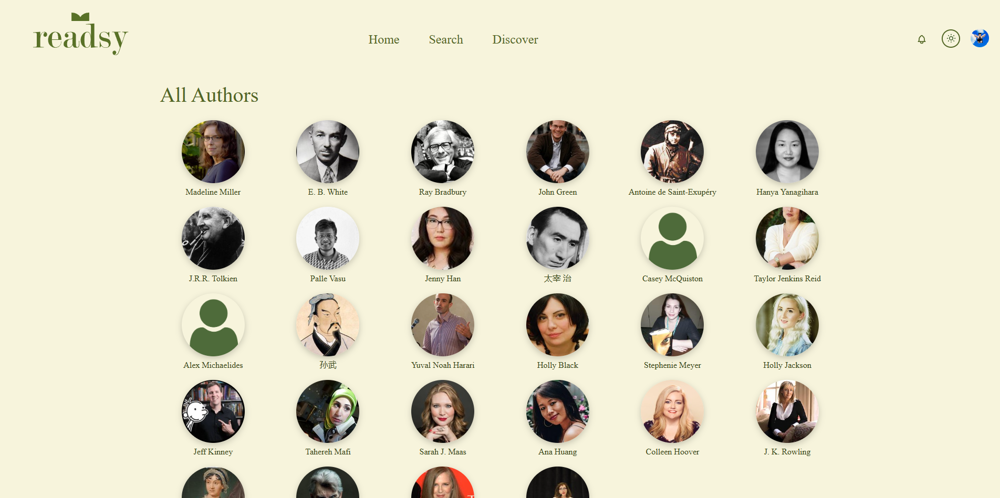 readsy
Home Search Discover
All Authors
Madeline Miller
E. B. White
Ray Bradbury
John Green
Antoine de Saint-Exupéry
Hanya Yanagihara
J.R.R. Tolkien
Palle Vasu
Jenny Han
太宰 治
Casey McQuiston
Taylor Jenkins Reid
Alex Michaelides
孙武
Yuval Noah Harari
Holly Black
Stephenie Meyer
Holly Jackson
Jeff Kinney
Tahereh Mafi
Sarah J. Maas
Ana Huang
Colleen Hoover
J. K. Rowling